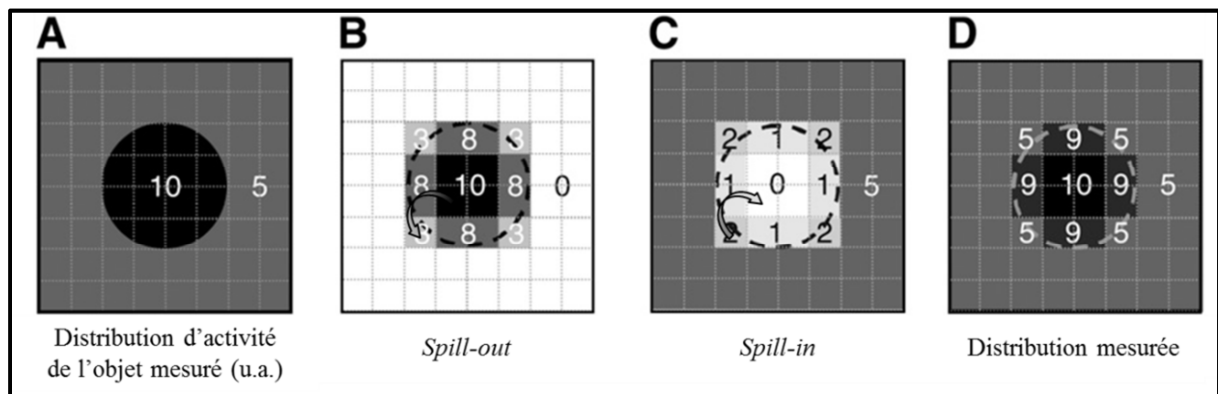 A B C D
10 5
3 8 3
8 10 8 0
3 8 3
2 1 2
1 0 1 5
2 1 2
5 9 5
9 10 9 5
5 9 5
Distribution d’activité
de l’objet mesuré (u.a.)
Spill-out
Spill-in
Distribution mesurée